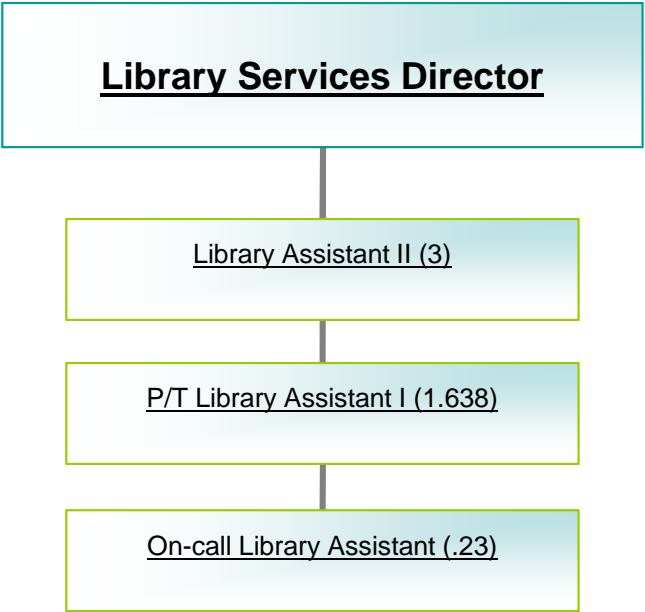 Library Services Director
Library Assistant II (3)
P/T Library Assistant I (1.638)
On-call Library Assistant (.23)